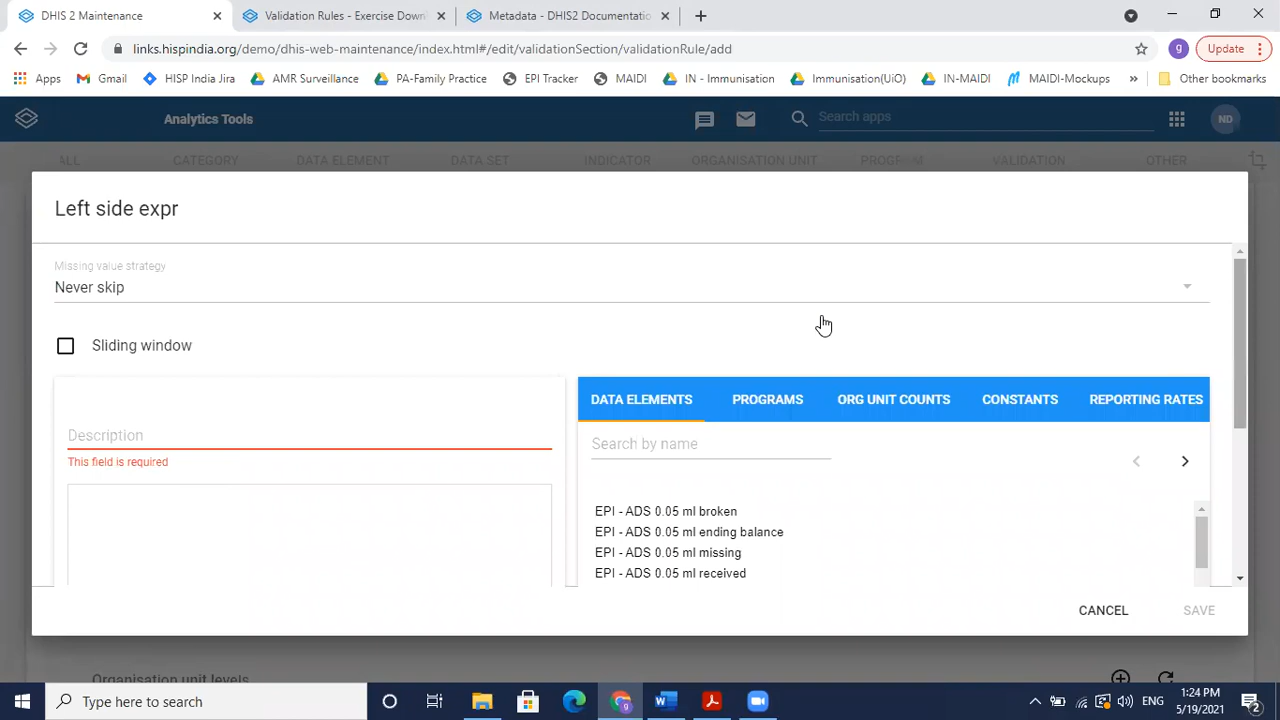 DHIS 2 Maintenance
Validation Rules - Exercise Down
Metadata - DHIS2 Documentatio
links.hispindia.org/demo/dhis-web-maintenance/index.html#/edit/validationSection/validationRule/add
g
Update
Apps
Gmail
HISP India Jira
AMR Surveillance
PA-Family Practice
EPI Tracker
MAIDI
IN - Immunisation
Immunisation(UiO)
IN-MAIDI
MAIDI-Mockups
»
Other bookmarks
Analytics Tools
Search apps
ND
ALL
CATEGORY
DATA ELEMENT
DATA SET
INDICATOR
ORGANISATION UNIT
PROGRAM
VALIDATION
OTHER
Left side expr
Missing value strategy
Never skip
Sliding window
Description
This field is required
DATA ELEMENTS
PROGRAMS
ORG UNIT COUNTS
CONSTANTS
REPORTING RATES
Search by name
EPI - ADS 0.05 ml broken
EPI - ADS 0.05 ml ending balance
EPI - ADS 0.05 ml missing
EPI - ADS 0.05 ml received
CANCEL
SAVE
Organisation unit levels
Type here to search
ENG
1:24 PM
5/19/2021
2